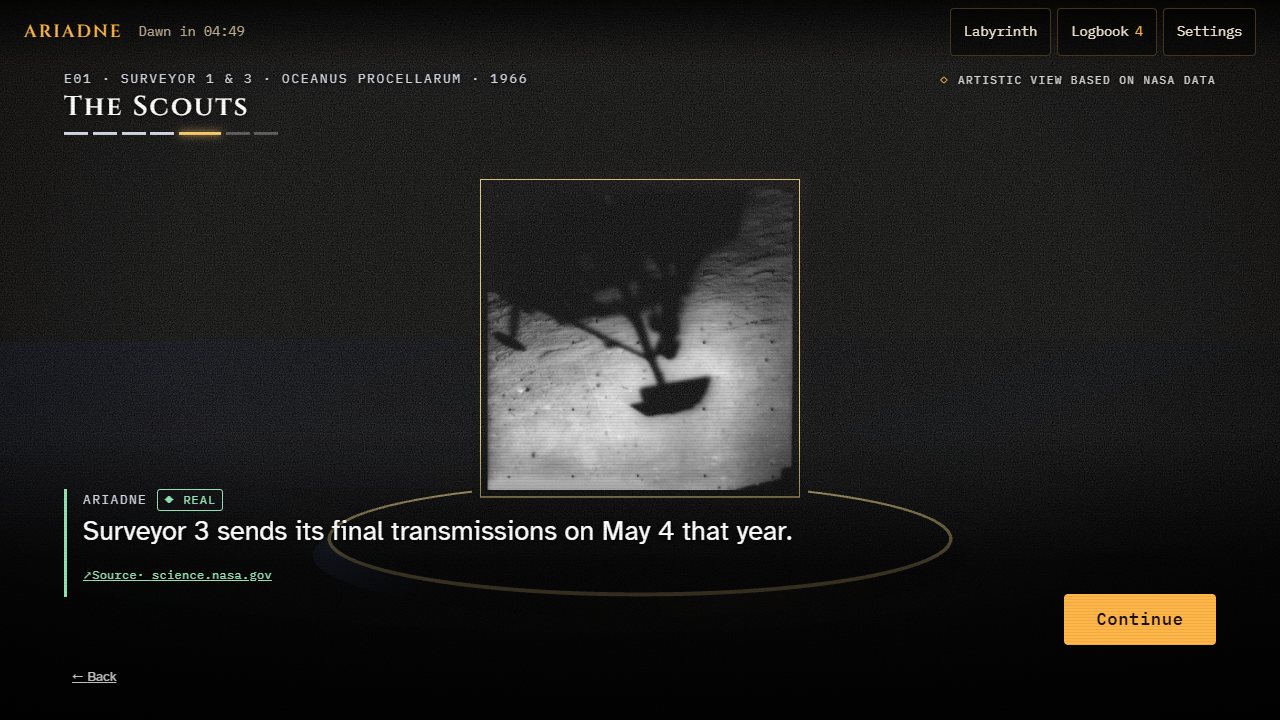 ARIADNE Dawn in 04:49 Labyrinth Logbook 4 Settings
E01 · SURVEYOR 1 & 3 · OCEANUS PROCELLARUM · 1966
◇ ARTISTIC VIEW BASED ON NASA DATA
The Scouts
ARIADNE ◆ REAL
Surveyor 3 sends its final transmissions on May 4 that year.
↗Source· science.nasa.gov
Continue
← Back